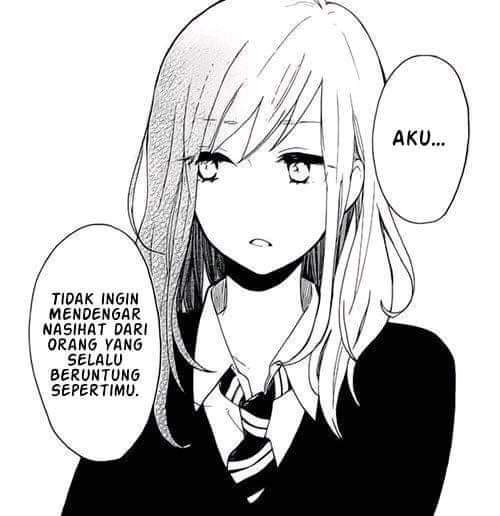 AKU...
TIDAK INGIN
MENDENGAR
NASIHAT DARI
ORANG YANG
SELALU
BERUNTUNG
SEPERTIMU.